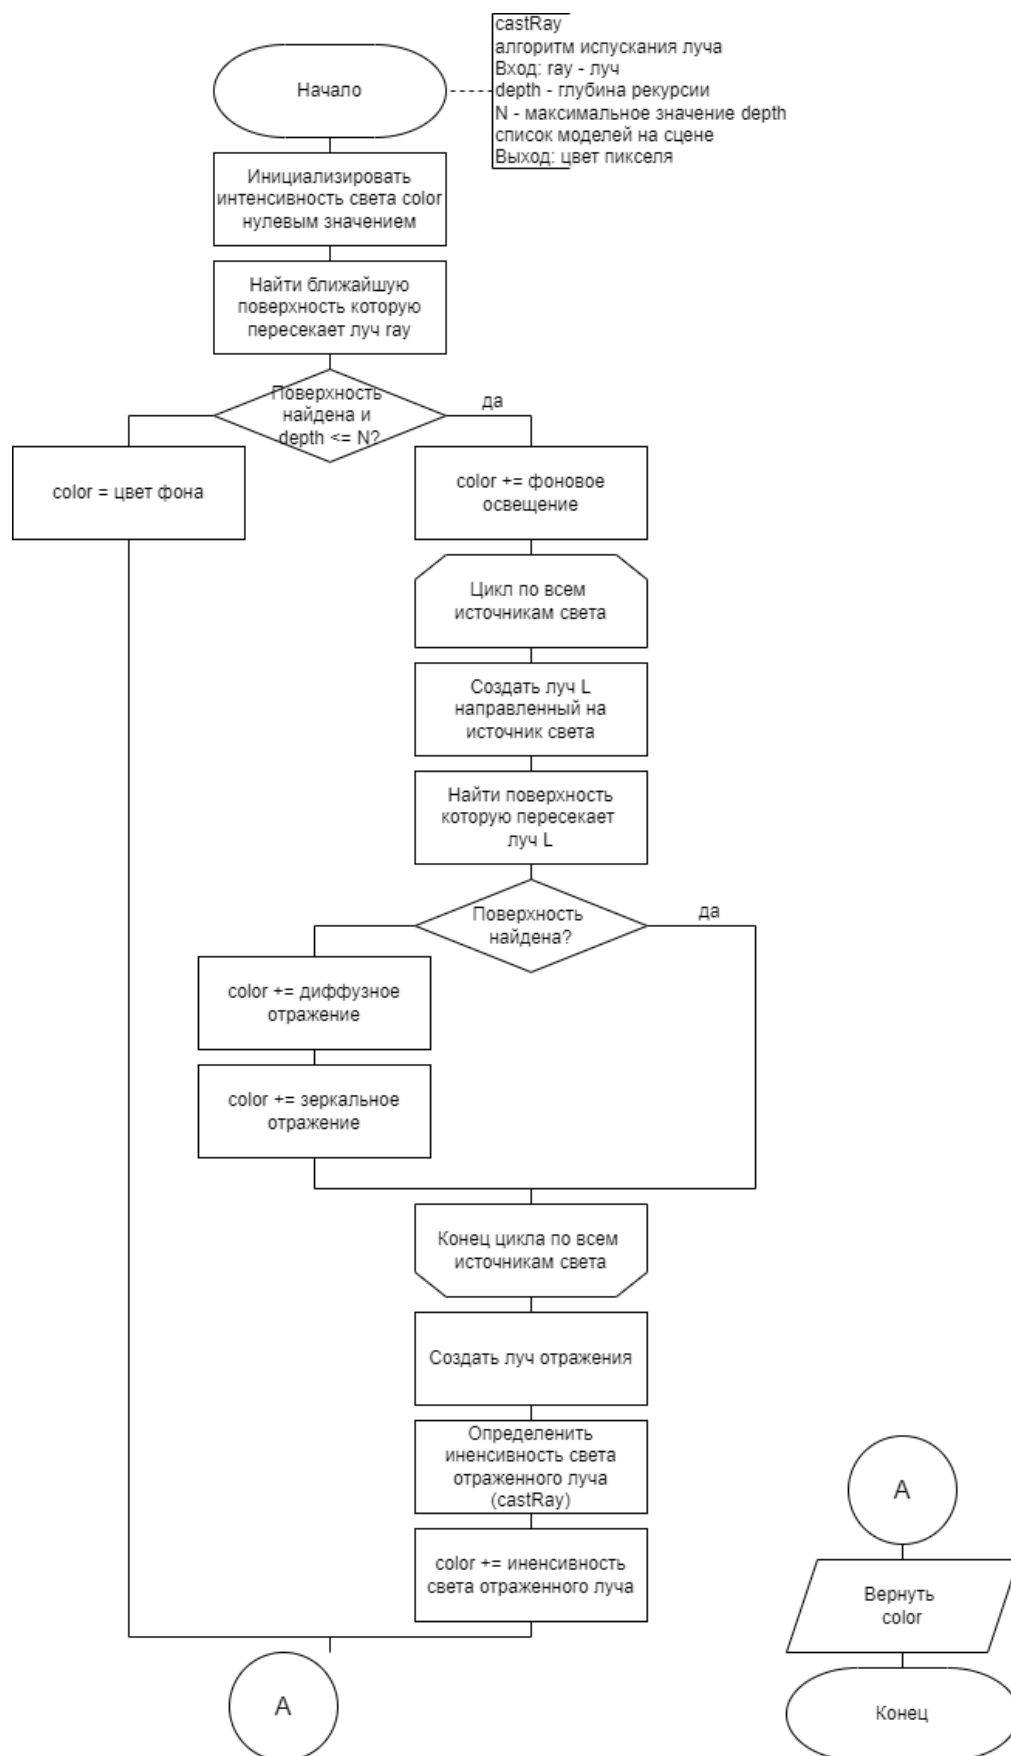 castRay
алгоритм испускания луча
Вход: ray - луч
depth - глубина рекурсии
N - максимальное значение depth
список моделей на сцене
Выход: цвет пикселя
Начало
Инициализировать
интенсивность света color
нулевым значением
Найти ближайшую
поверхность которую
пересекает луч ray
Поверхность
найдена и
depth <= N?
да
color = цвет фона
color += фоновое
освещение
Цикл по всем
источникам света
Создать луч L
направленный на
источник света
Найти поверхность
которую пересекает
луч L
Поверхность
найдена?
да
color += диффузное
отражение
color += зеркальное
отражение
Конец цикла по всем
источникам света
Создать луч отражения
Определенить
иненсивность света
отраженного луча
(castRay)
color += иненсивность
света отраженного луча
A
A
Вернуть
color
Конец